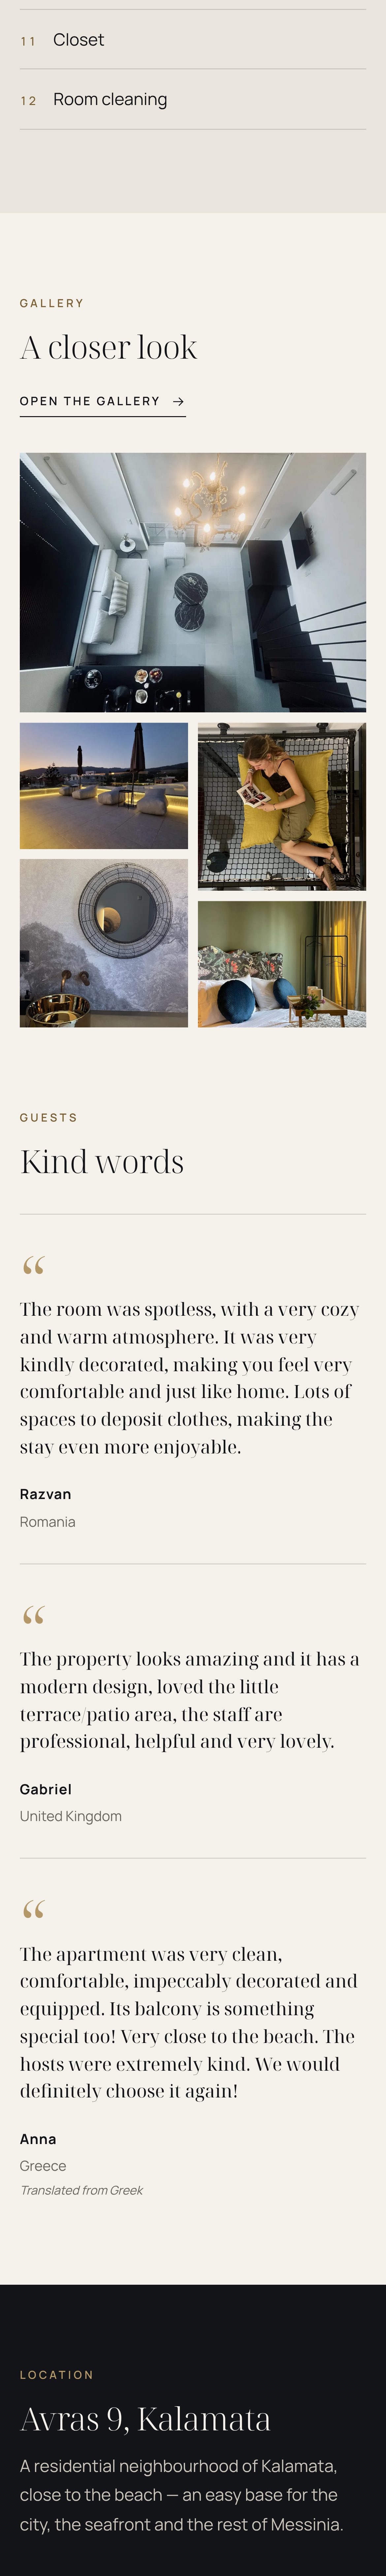 11 Closet
12 Room cleaning
GALLERY
A closer look
OPEN THE GALLERY →
GUESTS
Kind words
“
The room was spotless, with a very cozy
and warm atmosphere. It was very
kindly decorated, making you feel very
comfortable and just like home. Lots of
spaces to deposit clothes, making the
stay even more enjoyable.
Razvan
Romania
“
The property looks amazing and it has a
modern design, loved the little
terrace/patio area, the staff are
professional, helpful and very lovely.
Gabriel
United Kingdom
“
The apartment was very clean,
comfortable, impeccably decorated and
equipped. Its balcony is something
special too! Very close to the beach. The
hosts were extremely kind. We would
definitely choose it again!
Anna
Greece
Translated from Greek
LOCATION
Avras 9, Kalamata
A residential neighbourhood of Kalamata,
close to the beach — an easy base for the
city, the seafront and the rest of Messinia.